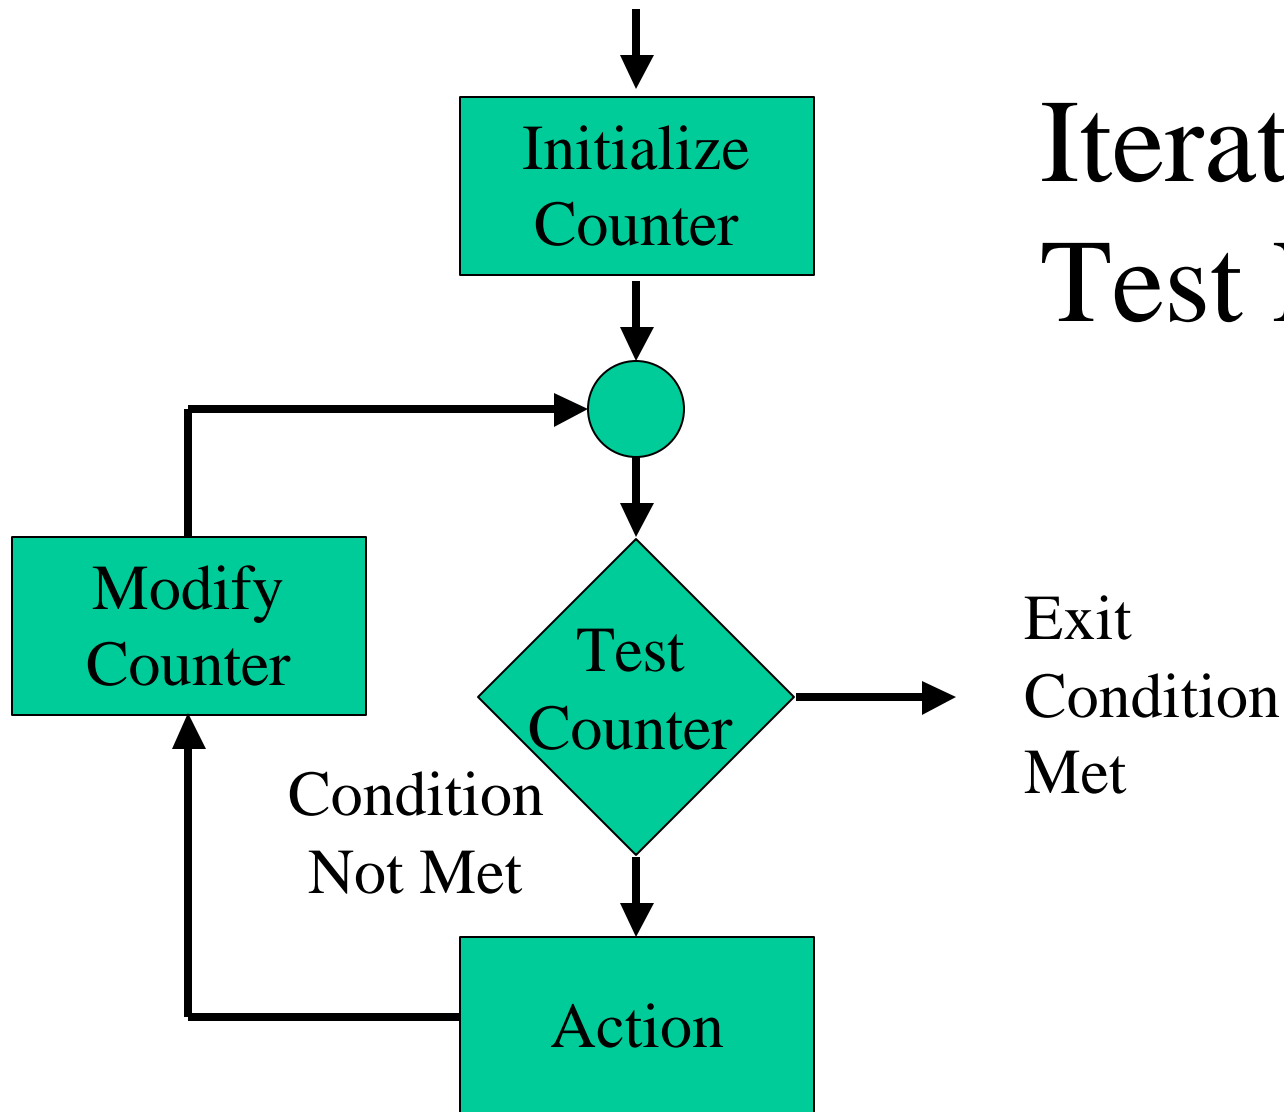 Initialize
Counter
Iterat
Test
Modify
Counter
Test
Counter
Exit
Condition
Met
Condition
Not Met
Action